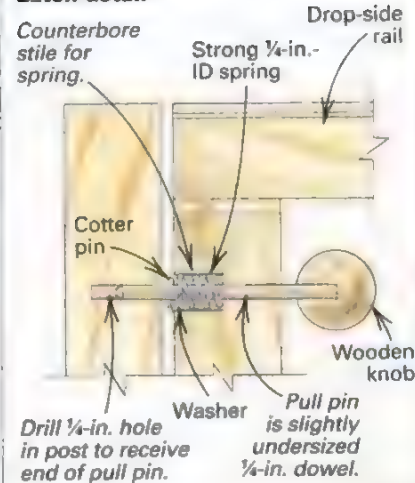 Drop-side
rail
Counterbore
stile for
spring.
Strong ¼-in.-
ID spring
Cotter
pin
Washer
Wooden
knob
Drill ¼-in. hole
in post to receive
end of pull pin.
Pull pin
is slightly
undersized
¼-in. dowel.